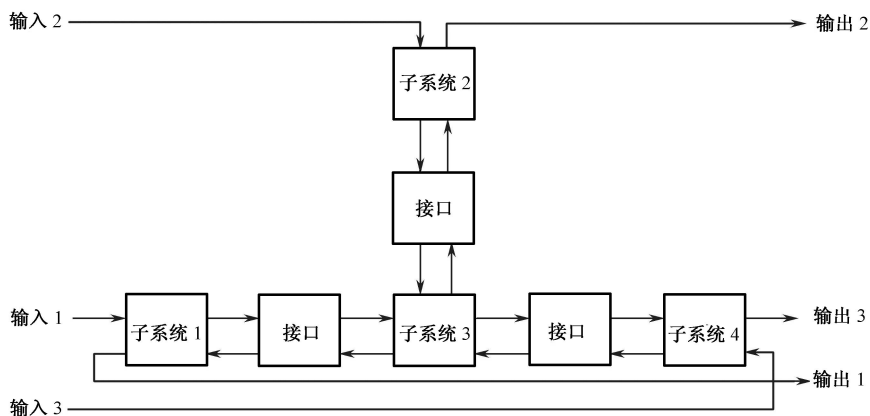 输入 2
输出 2
子系统 2
接口
输入 1
子系统 1
接口
子系统 3
接口
子系统 4
输出 3
输出 1
输入 3